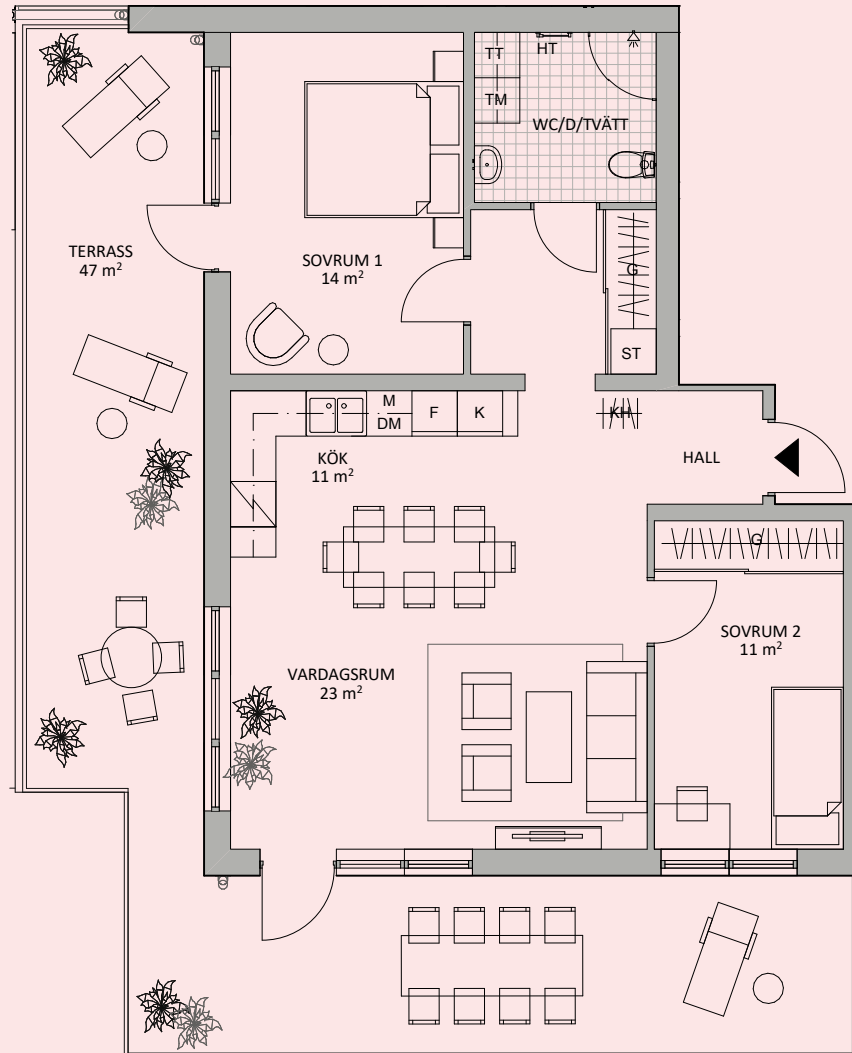 TT
HT
TM
WC/D/TVÄTT
TERRASS
47 m²
SOVRUM 1
14 m²
G
ST
M
DM
F
K
KH
KÖK
11 m²
HALL
G
SOVRUM 2
11 m²
VARDAGSRUM
23 m²